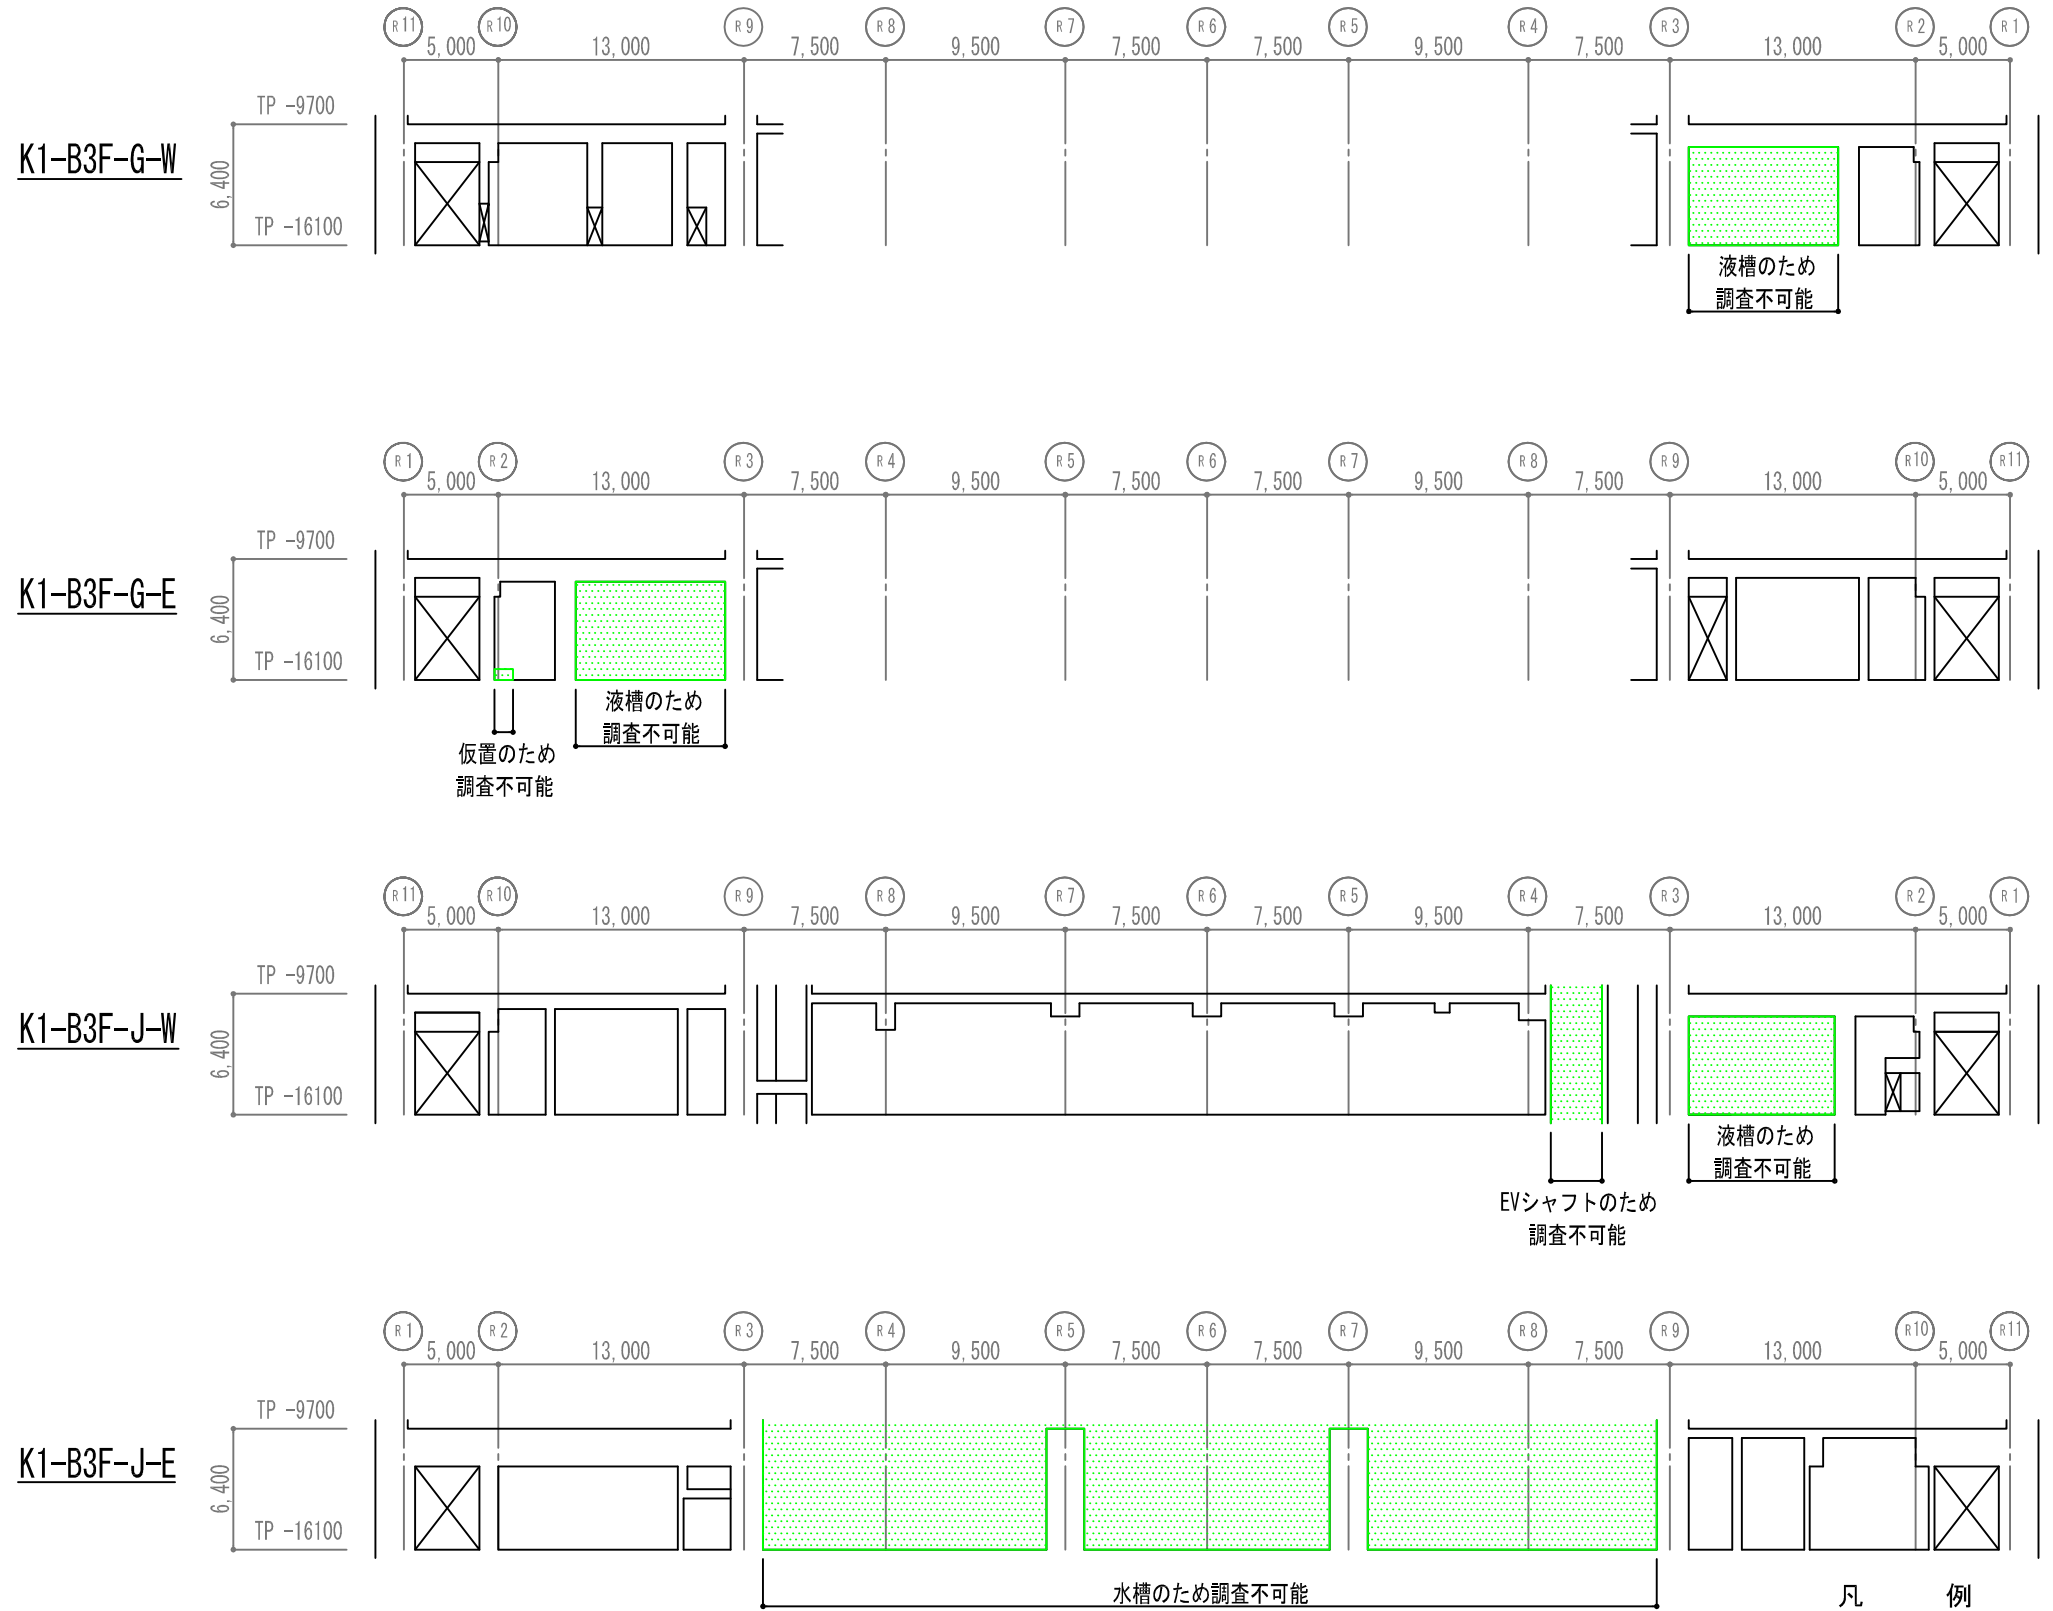 R11 R10 R9 R8 R7 R6 R5 R4 R3 R2 R1
5,000 13,000 7,500 9,500 7,500 7,500 9,500 7,500 13,000 5,000
TP -9700
K1-B3F-G-W
6,400
TP -16100
液槽のため
調査不可能
R1 R2 R3 R4 R5 R6 R7 R8 R9 R10 R11
5,000 13,000 7,500 9,500 7,500 7,500 9,500 7,500 13,000 5,000
TP -9700
K1-B3F-G-E
6,400
TP -16100
液槽のため
調査不可能
仮置のため
調査不可能
R11 R10 R9 R8 R7 R6 R5 R4 R3 R2 R1
5,000 13,000 7,500 9,500 7,500 7,500 9,500 7,500 13,000 5,000
TP -9700
K1-B3F-J-W
6,400
TP -16100
液槽のため
調査不可能
EVシャフトのため
調査不可能
R1 R2 R3 R4 R5 R6 R7 R8 R9 R10 R11
5,000 13,000 7,500 9,500 7,500 7,500 9,500 7,500 13,000 5,000
TP -9700
K1-B3F-J-E
6,400
TP -16100
水槽のため調査不可能
凡 例